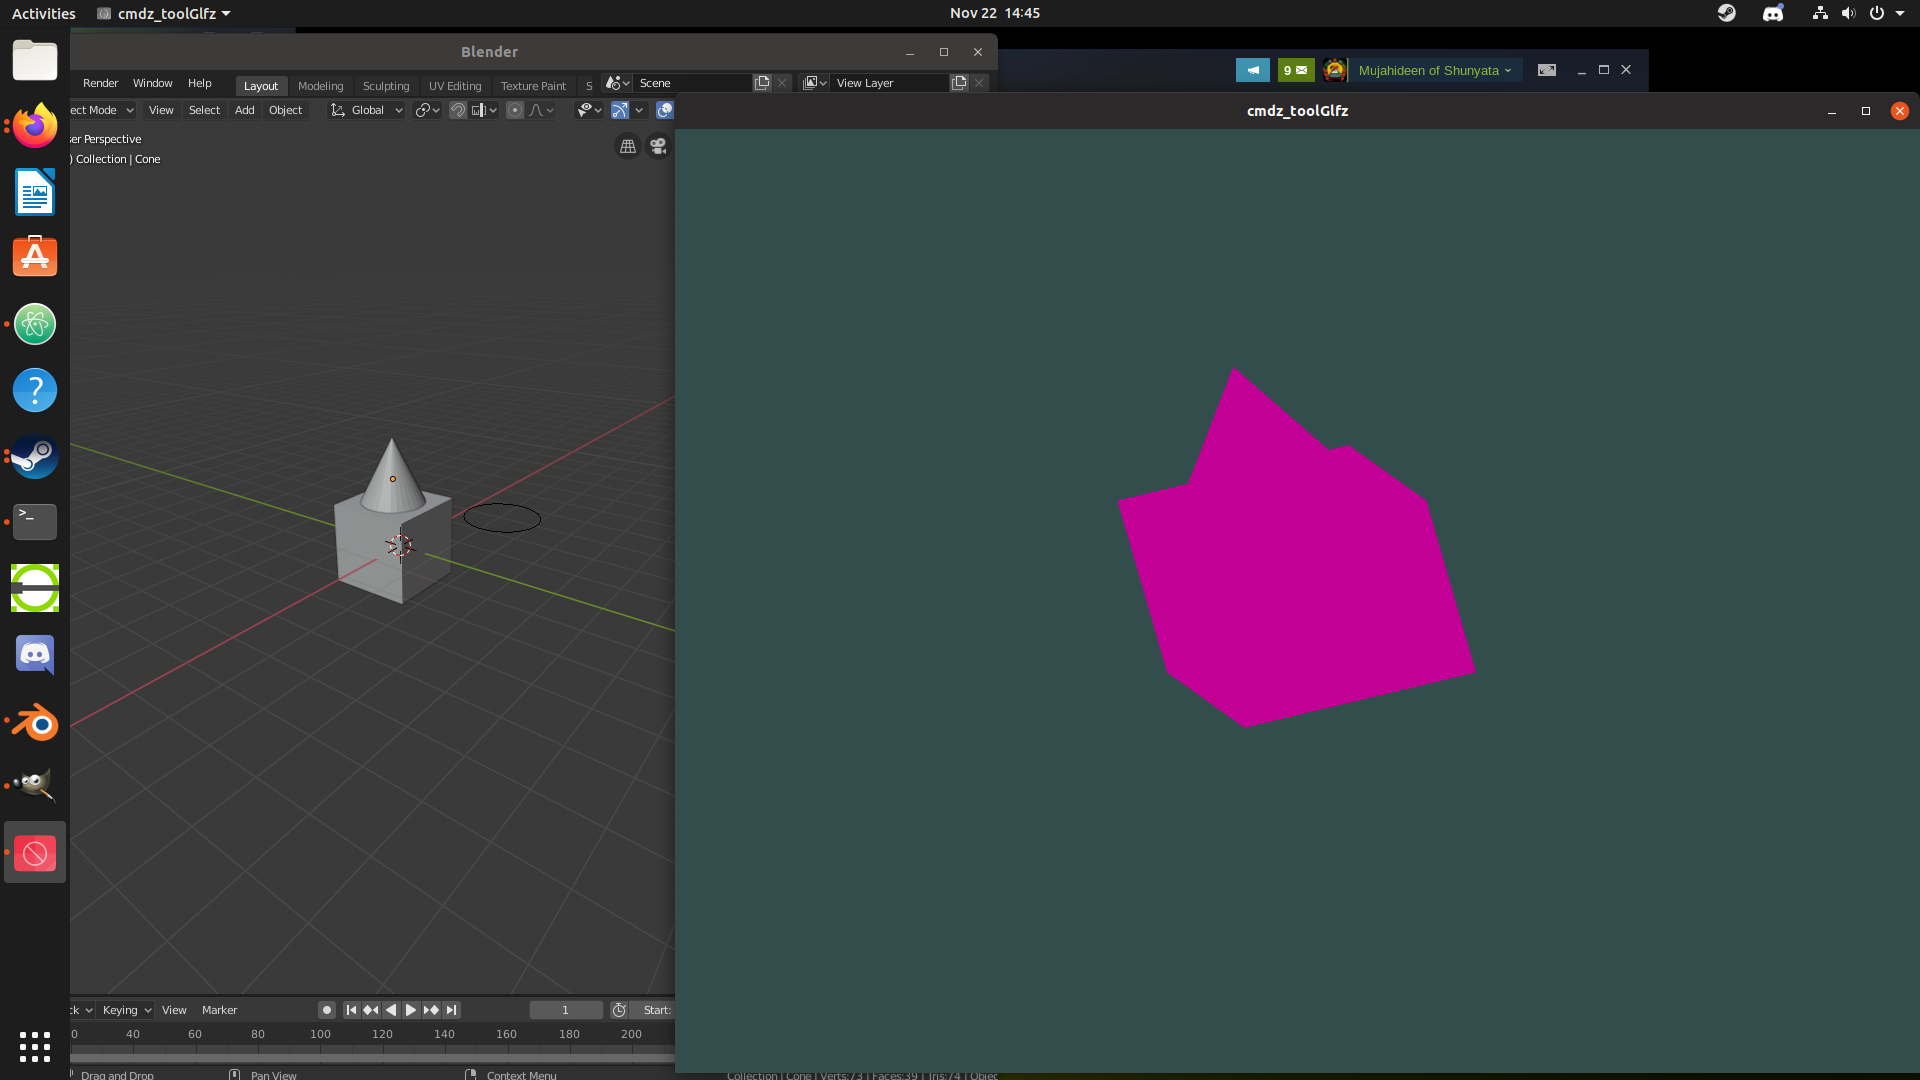 Activities cmdz_toolGlfz Nov 22 14:45
Blender
9 Mujahideen of Shunyata
Render Window Help Layout Modeling Sculpting UV Editing Texture Paint S Scene View Layer
cmdz_toolGlfz
ect Mode View Select Add Object Global
ser Perspective
) Collection | Cone
ck Keying View Marker 1 Start:
0 40 60 80 100 120 140 160 180 200
Drag and Drop Pan View Context Menu Collection | Cone | Verts:73 | Faces:39 | Tris:74 | Objec